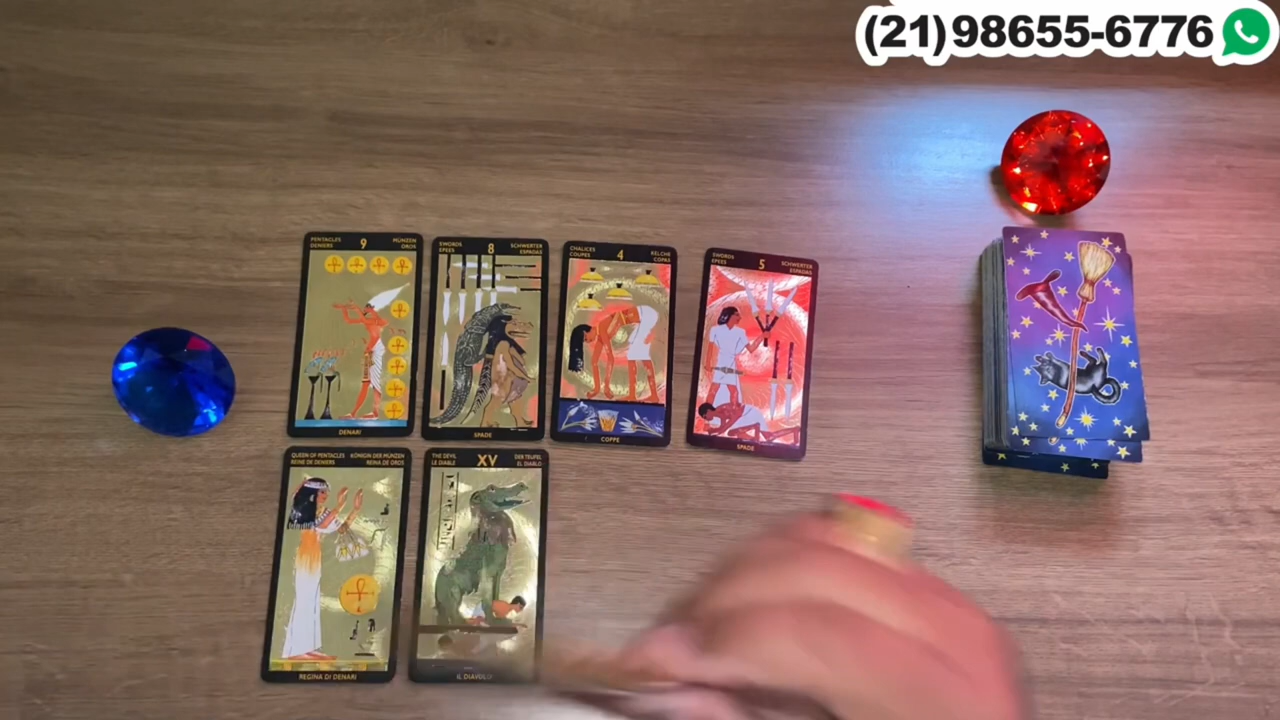 (21)98655-6776
PENTACLES
DENIERS
9
MÜNZEN
OROS
DENARI
SWORDS
EPEES
8
SCHWERTER
ESPADAS
SPADE
CHALICES
COUPES
4
KELCHE
COPAS
COPPE
SWORDS
EPEES
5
SCHWERTER
ESPADAS
SPADE
QUEEN OF PENTACLES
REINE DE DENIERS
KÖNIGIN DER MÜNZEN
REINA DE OROS
REGINA DI DENARI
THE DEVIL
LE DIABLE
XV
DER TEUFEL
EL DIABLO
IL DIAVOLO